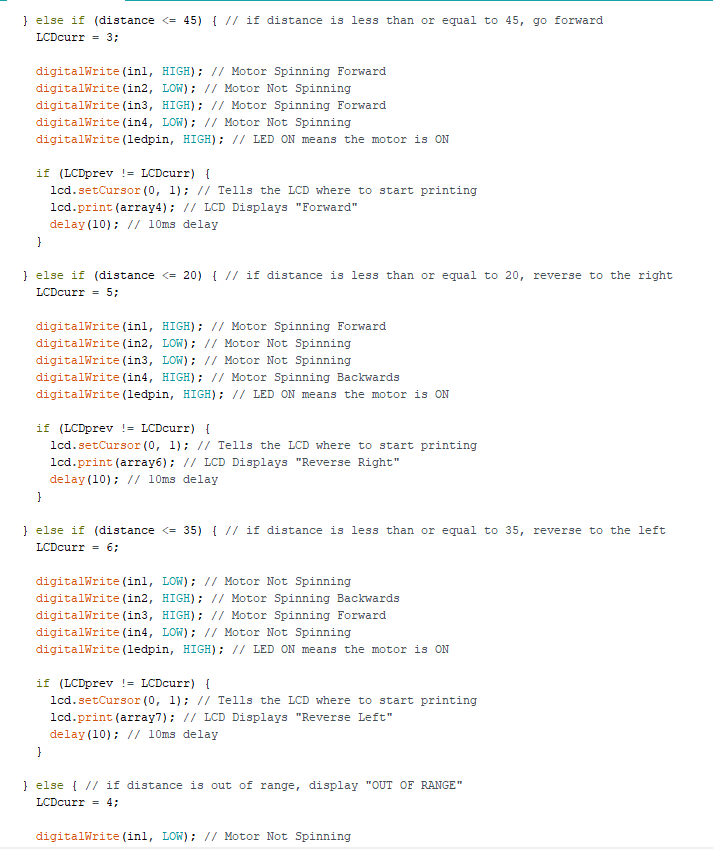 } else if (distance <= 45) { // if distance is less than or equal to 45, go forward
LCDcurr = 3;
digitalWrite(in1, HIGH); // Motor Spinning Forward
digitalWrite(in2, LOW); // Motor Not Spinning
digitalWrite(in3, HIGH); // Motor Spinning Forward
digitalWrite(in4, LOW); // Motor Not Spinning
digitalWrite(ledpin, HIGH); // LED ON means the motor is ON
if (LCDprev != LCDcurr) {
lcd.setCursor(0, 1); // Tells the LCD where to start printing
lcd.print(array4); // LCD Displays "Forward"
delay(10); // 10ms delay
}
} else if (distance <= 20) { // if distance is less than or equal to 20, reverse to the right
LCDcurr = 5;
digitalWrite(in1, HIGH); // Motor Spinning Forward
digitalWrite(in2, LOW); // Motor Not Spinning
digitalWrite(in3, LOW); // Motor Not Spinning
digitalWrite(in4, HIGH); // Motor Spinning Backwards
digitalWrite(ledpin, HIGH); // LED ON means the motor is ON
if (LCDprev != LCDcurr) {
lcd.setCursor(0, 1); // Tells the LCD where to start printing
lcd.print(array6); // LCD Displays "Reverse Right"
delay(10); // 10ms delay
}
} else if (distance <= 35) { // if distance is less than or equal to 35, reverse to the left
LCDcurr = 6;
digitalWrite(in1, LOW); // Motor Not Spinning
digitalWrite(in2, HIGH); // Motor Spinning Backwards
digitalWrite(in3, HIGH); // Motor Spinning Forward
digitalWrite(in4, LOW); // Motor Not Spinning
digitalWrite(ledpin, HIGH); // LED ON means the motor is ON
if (LCDprev != LCDcurr) {
lcd.setCursor(0, 1); // Tells the LCD where to start printing
lcd.print(array7); // LCD Displays "Reverse Left"
delay(10); // 10ms delay
}
} else { // if distance is out of range, display "OUT OF RANGE"
LCDcurr = 4;
digitalWrite(in1, LOW); // Motor Not Spinning